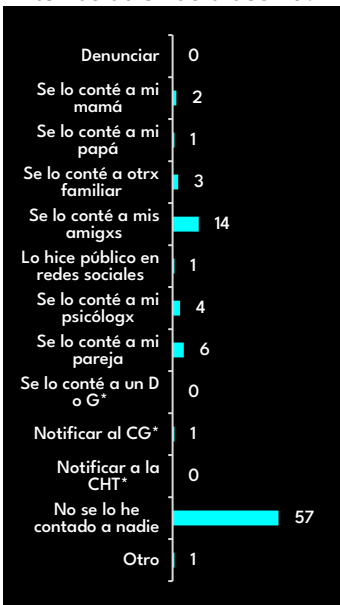 Denunciar 0
Se lo conté a mi
mamá 2
Se lo conté a mi
papá 1
Se lo conté a otrx
familiar 3
Se lo conté a mis
amigxs 14
Lo hice público en
redes sociales 1
Se lo conté a mi
psicólogx 4
Se lo conté a mi
pareja 6
Se lo conté a un D
o G* 0
Notificar al CG* 1
Notificar a la
CHT* 0
No se lo he
contado a nadie 57
Otro 1